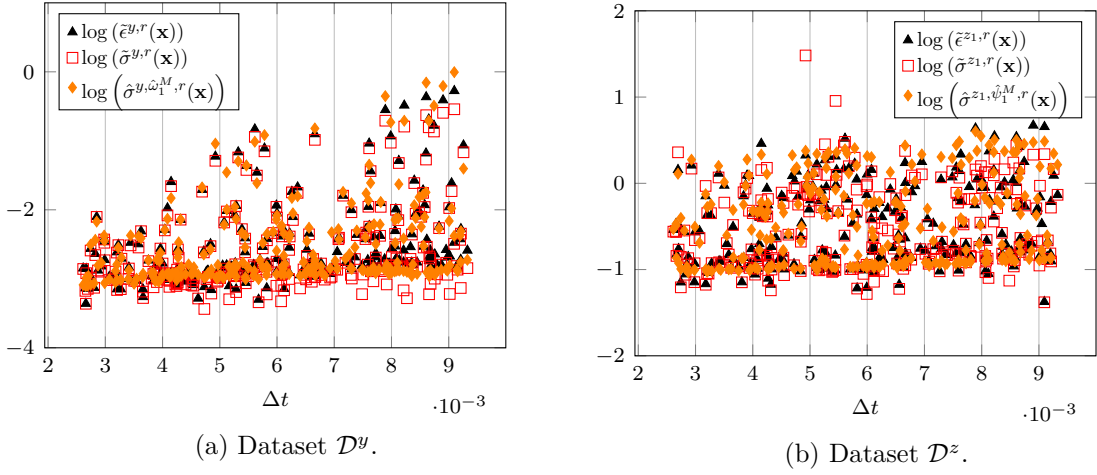 log (ε̃^{y,r}(x))
log (σ̃^{y,r}(x))
log (σ̂^{y,ω̂_1^M,r}(x))
0
−2
−4
2 3 4 5 6 7 8 9
Δt
·10^{−3}
(a) Dataset 𝒟^y.
log (ε̃^{z_1,r}(x))
log (σ̃^{z_1,r}(x))
log (σ̂^{z_1,ψ̂_1^M,r}(x))
2
1
0
−1
−2
2 3 4 5 6 7 8 9
Δt
·10^{−3}
(b) Dataset 𝒟^z.